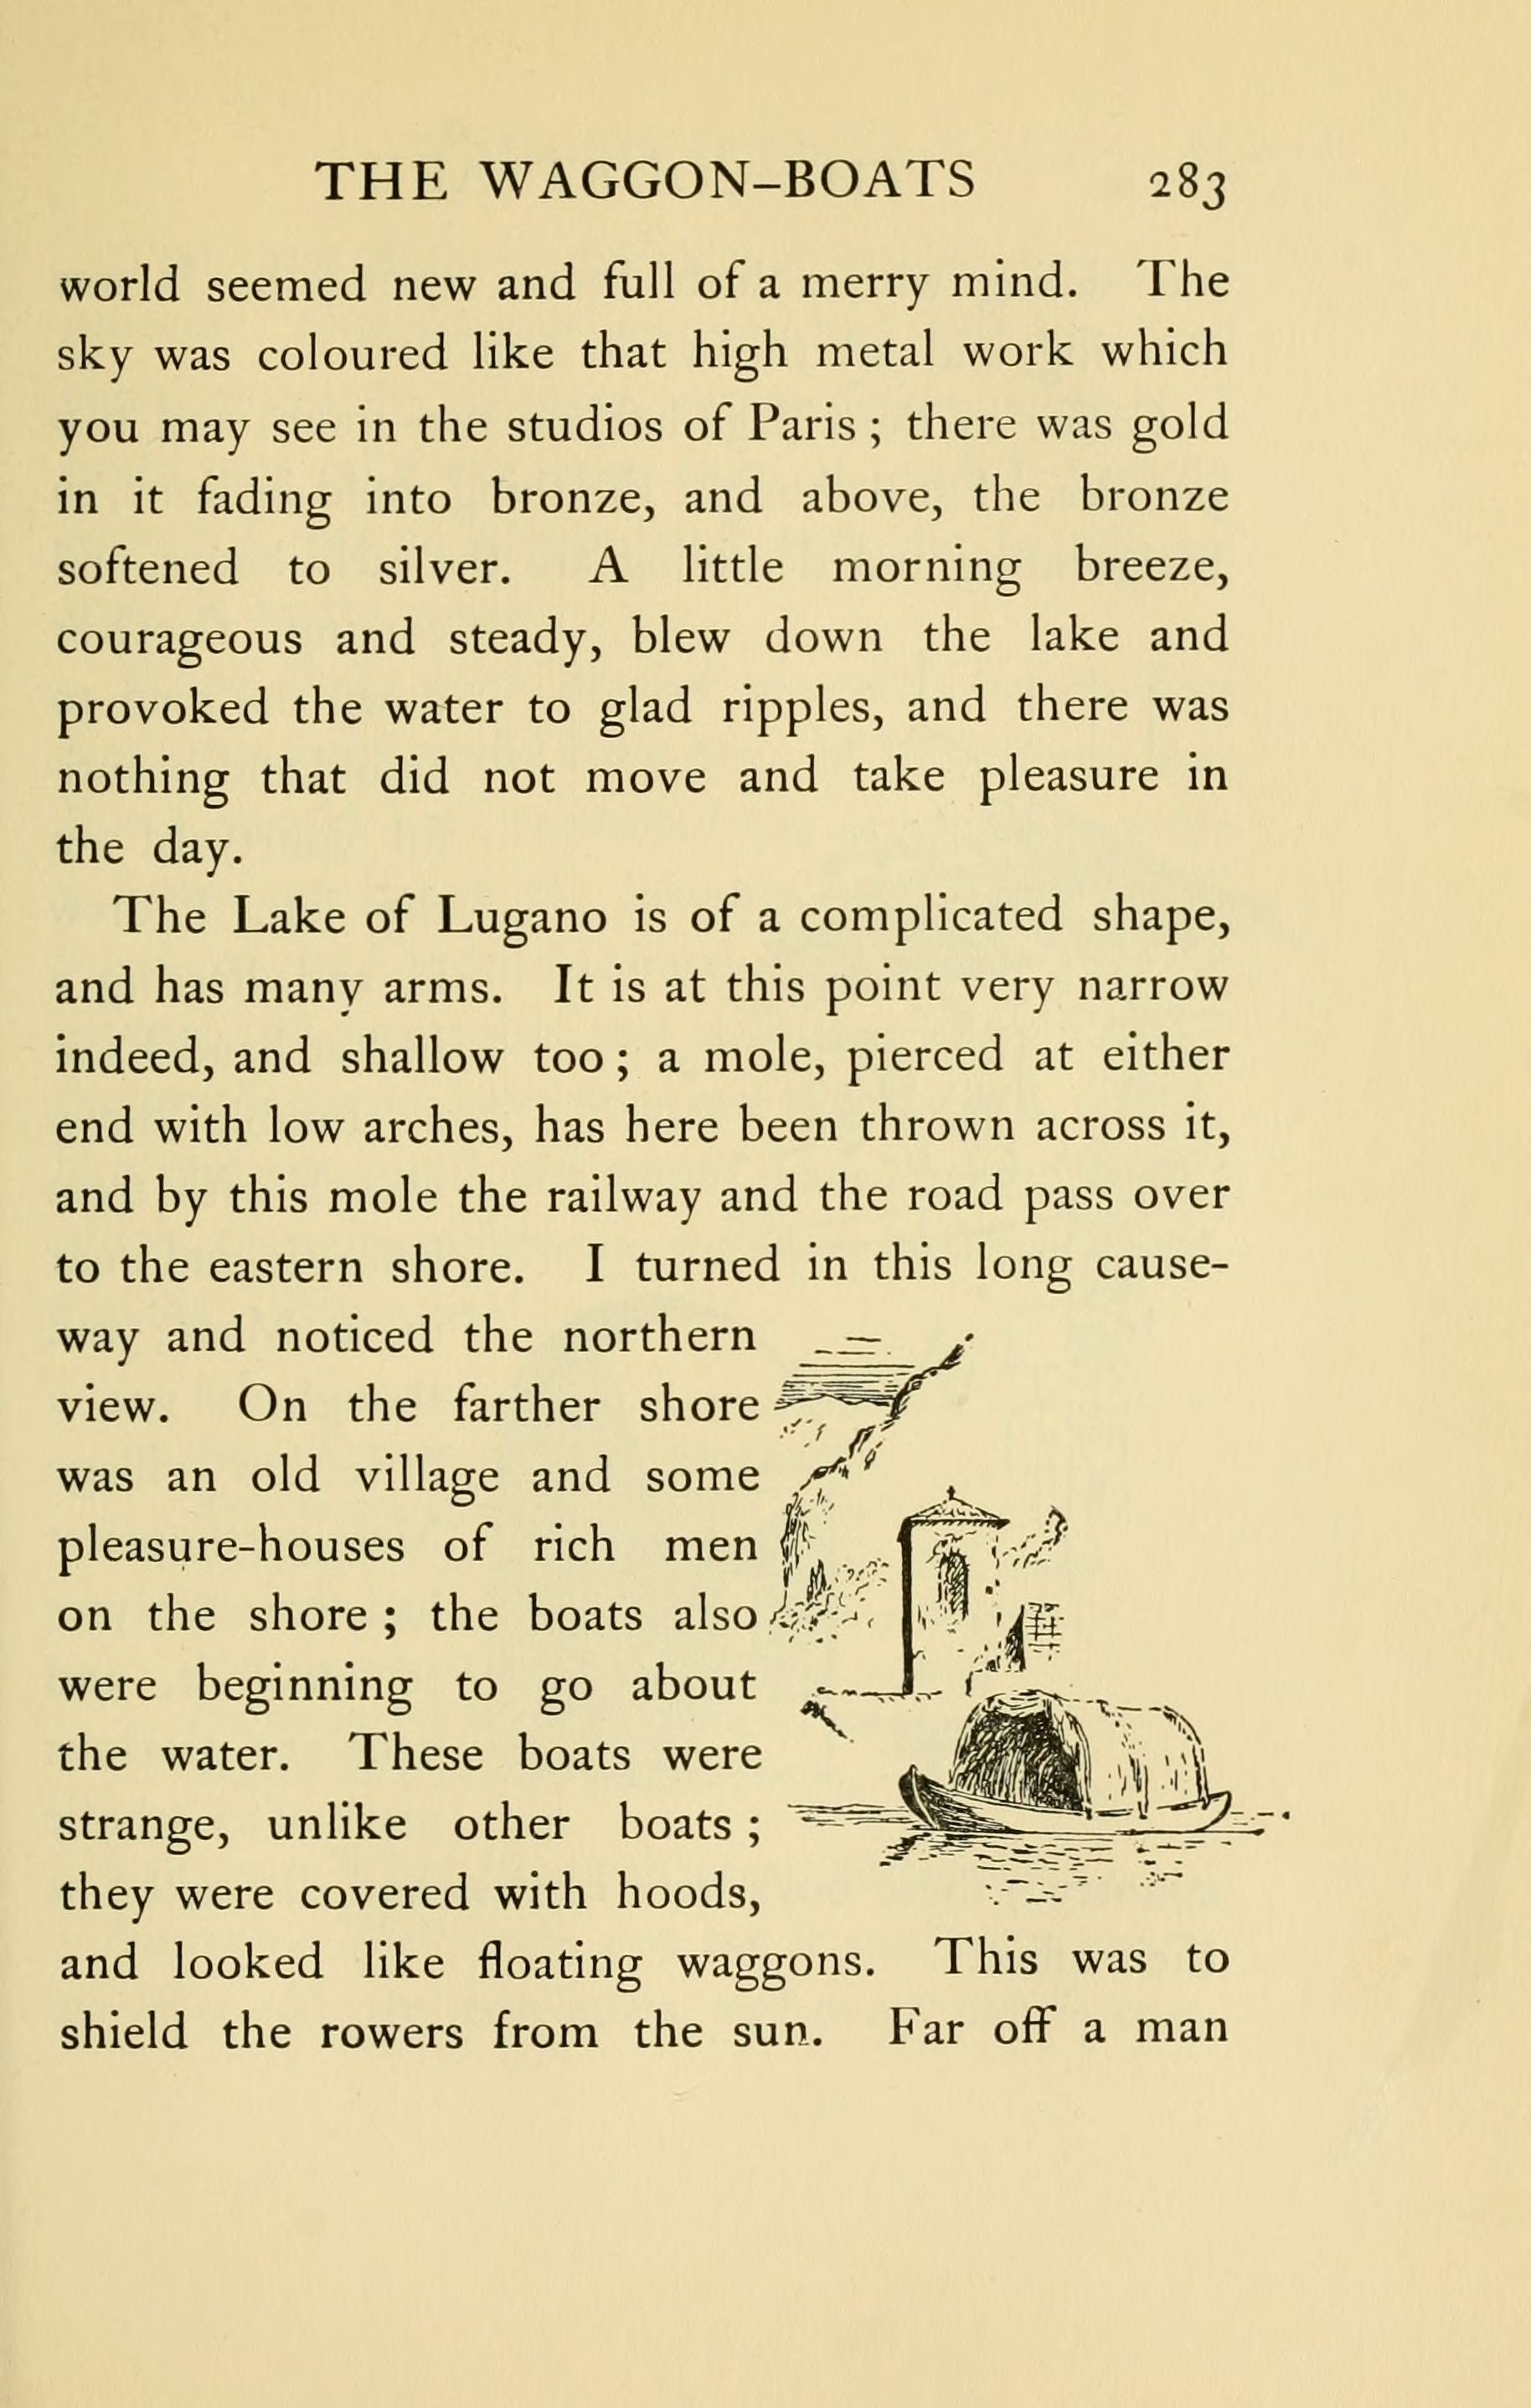 THE WAGGON-BOATS 283
world seemed new and full of a merry mind. The
sky was coloured like that high metal work which
you may see in the studios of Paris ; there was gold
in it fading into bronze, and above, the bronze
softened to silver. A little morning breeze,
courageous and steady, blew down the lake and
provoked the water to glad ripples, and there was
nothing that did not move and take pleasure in
the day.
The Lake of Lugano is of a complicated shape,
and has many arms. It is at this point very narrow
indeed, and shallow too ; a mole, pierced at either
end with low arches, has here been thrown across it,
and by this mole the railway and the road pass over
to the eastern shore. I turned in this long cause-
way and noticed the northern
view. On the farther shore
was an old village and some
pleasure-houses of rich men
on the shore ; the boats also
were beginning to go about
the water. These boats were
strange, unlike other boats ;
they were covered with hoods,
and looked like floating waggons. This was to
shield the rowers from the sun. Far off a man